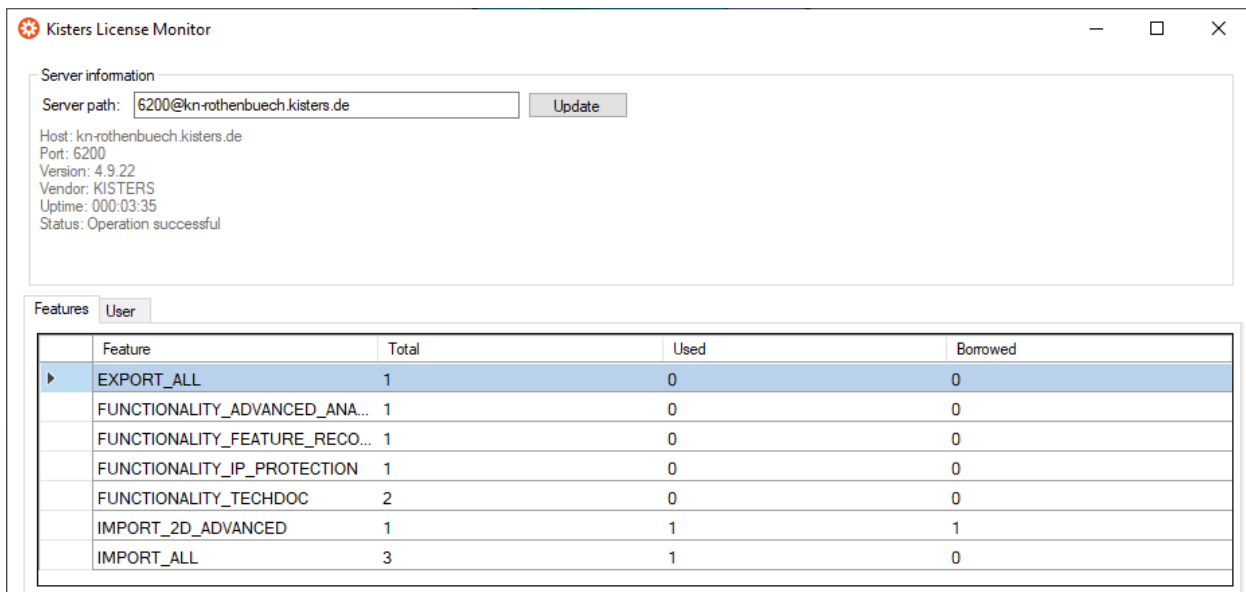 Kisters License Monitor
Server information
Server path: 6200@kn-rothenbuech.kisters.de Update
Host: kn-rothenbuech.kisters.de
Port: 6200
Version: 4.9.22
Vendor: KISTERS
Uptime: 000:03:35
Status: Operation successful
Features User
Feature Total Used Borrowed
EXPORT_ALL 1 0 0
FUNCTIONALITY_ADVANCED_ANA... 1 0 0
FUNCTIONALITY_FEATURE_RECO... 1 0 0
FUNCTIONALITY_IP_PROTECTION 1 0 0
FUNCTIONALITY_TECHDOC 2 0 0
IMPORT_2D_ADVANCED 1 1 1
IMPORT_ALL 3 1 0